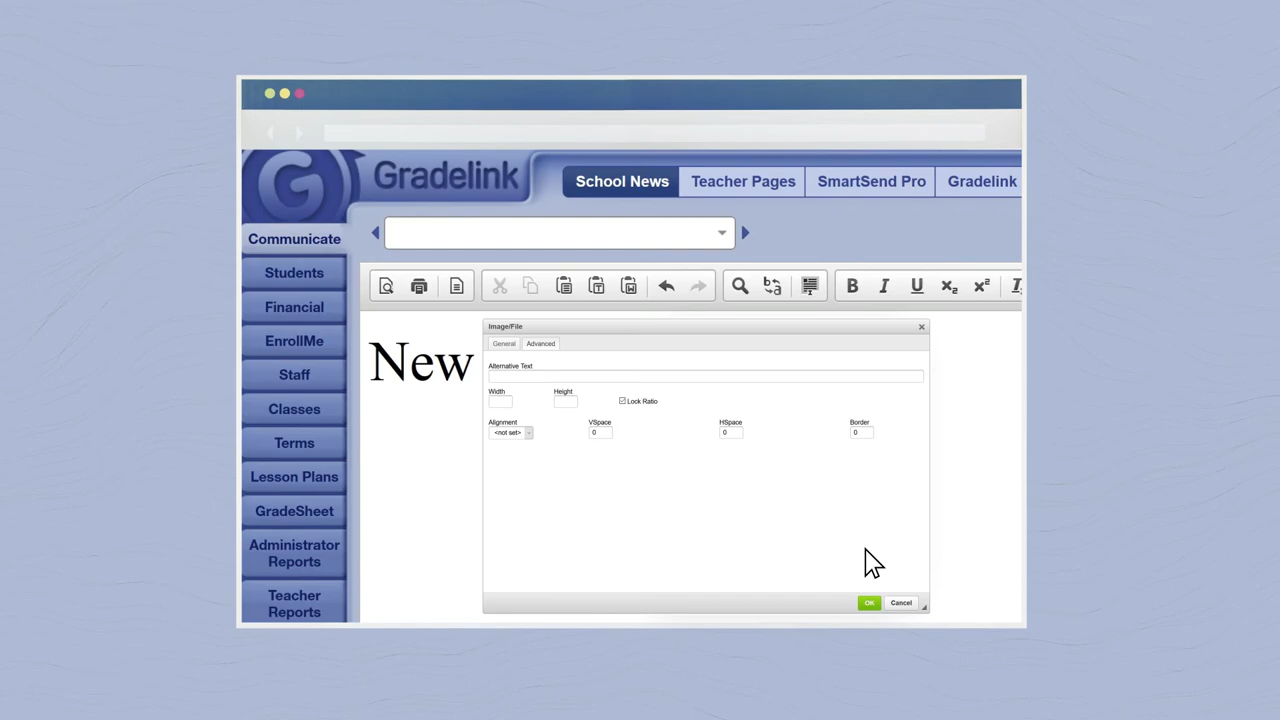 Gradelink
School News
Teacher Pages
SmartSend Pro
Gradelink
Communicate
Students
Financial
EnrollMe
Staff
Classes
Terms
Lesson Plans
GradeSheet
Administrator
Reports
Teacher
Reports
B I U x₂ x²
New
Image/File
General
Advanced
Alternative Text
Width
Height
Lock Ratio
Alignment
VSpace
HSpace
Border
<not set>
0
0
0
OK
Cancel